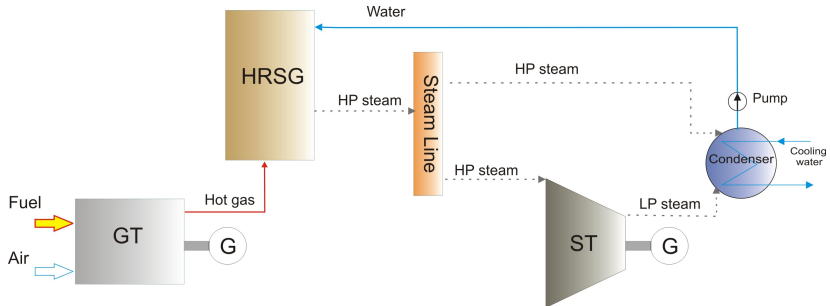 Water
HRSG
HP steam
Steam Line
HP steam
Pump
Condenser
Cooling
water
HP steam
LP steam
Hot gas
Fuel
GT
G
Air
ST
G